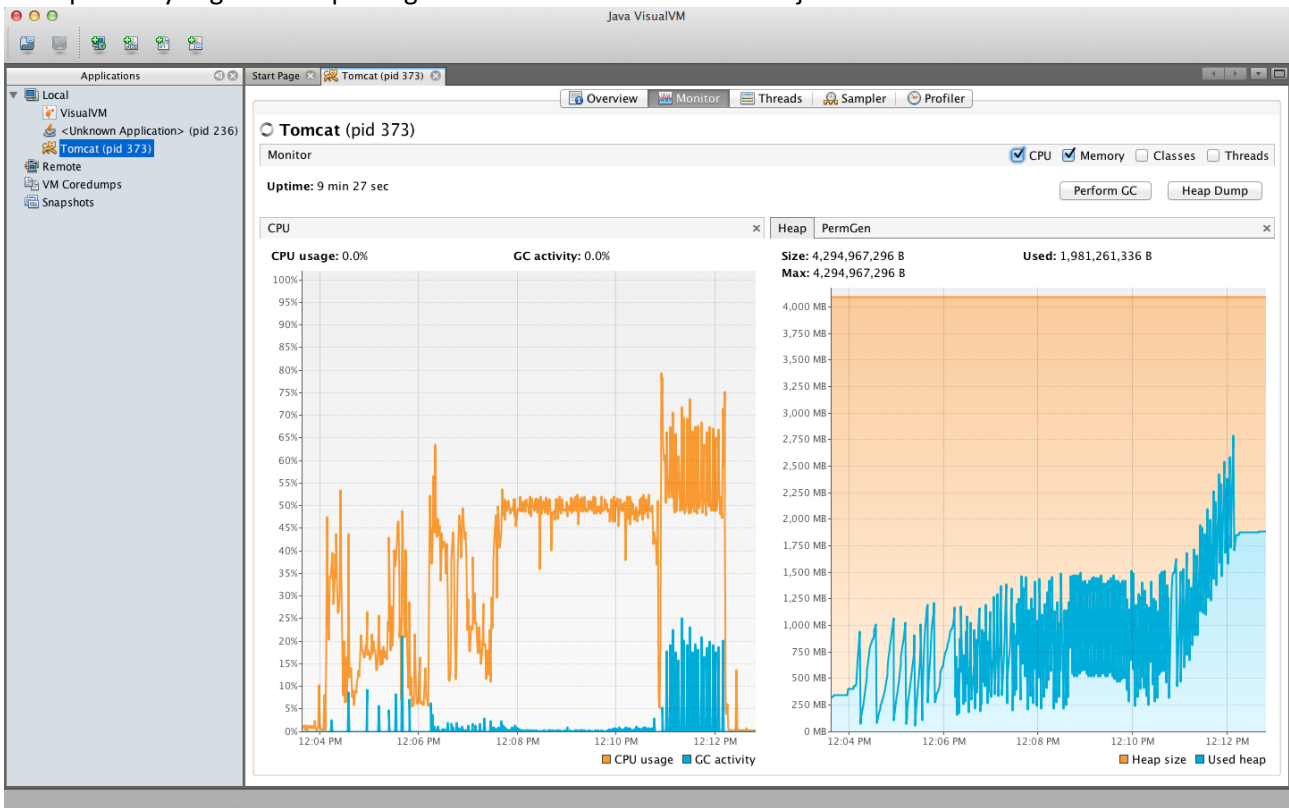 Java VisualVM
Applications
Start Page
Tomcat (pid 373)
Local
VisualVM
<Unknown Application> (pid 236)
Tomcat (pid 373)
Remote
VM Coredumps
Snapshots
Overview
Monitor
Threads
Sampler
Profiler
Tomcat (pid 373)
Monitor
CPU
Memory
Classes
Threads
Uptime: 9 min 27 sec
Perform GC
Heap Dump
CPU
CPU usage: 0.0%
GC activity: 0.0%
100%
95%
90%
85%
80%
75%
70%
65%
60%
55%
50%
45%
40%
35%
30%
25%
20%
15%
10%
5%
0%
12:04 PM
12:06 PM
12:08 PM
12:10 PM
12:12 PM
CPU usage
GC activity
Heap
PermGen
Size: 4,294,967,296 B
Used: 1,981,261,336 B
Max: 4,294,967,296 B
4,000 MB
3,750 MB
3,500 MB
3,250 MB
3,000 MB
2,750 MB
2,500 MB
2,250 MB
2,000 MB
1,750 MB
1,500 MB
1,250 MB
1,000 MB
750 MB
500 MB
250 MB
0 MB
12:04 PM
12:06 PM
12:08 PM
12:10 PM
12:12 PM
Heap size
Used heap